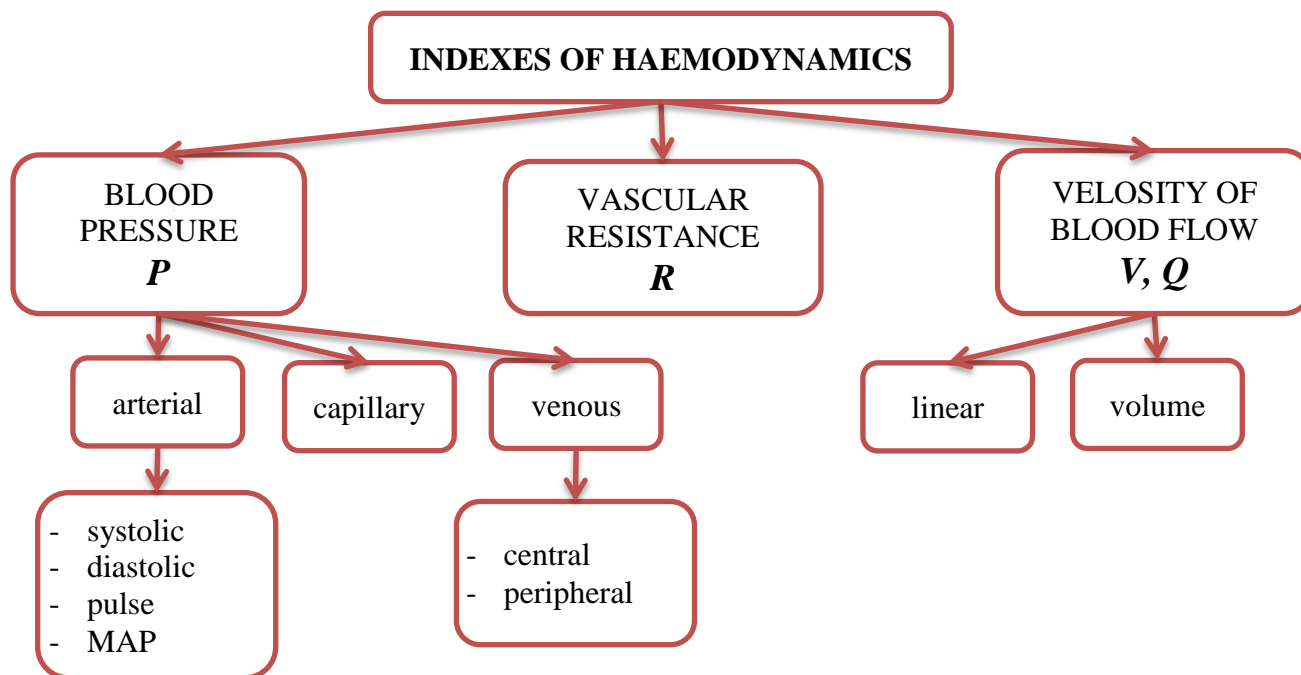 INDEXES OF HAEMODYNAMICS
BLOOD
PRESSURE
P
VASCULAR
RESISTANCE
R
VELOSITY OF
BLOOD FLOW
V, Q
arterial
capillary
venous
linear
volume
- systolic
- diastolic
- pulse
- MAP
- central
- peripheral